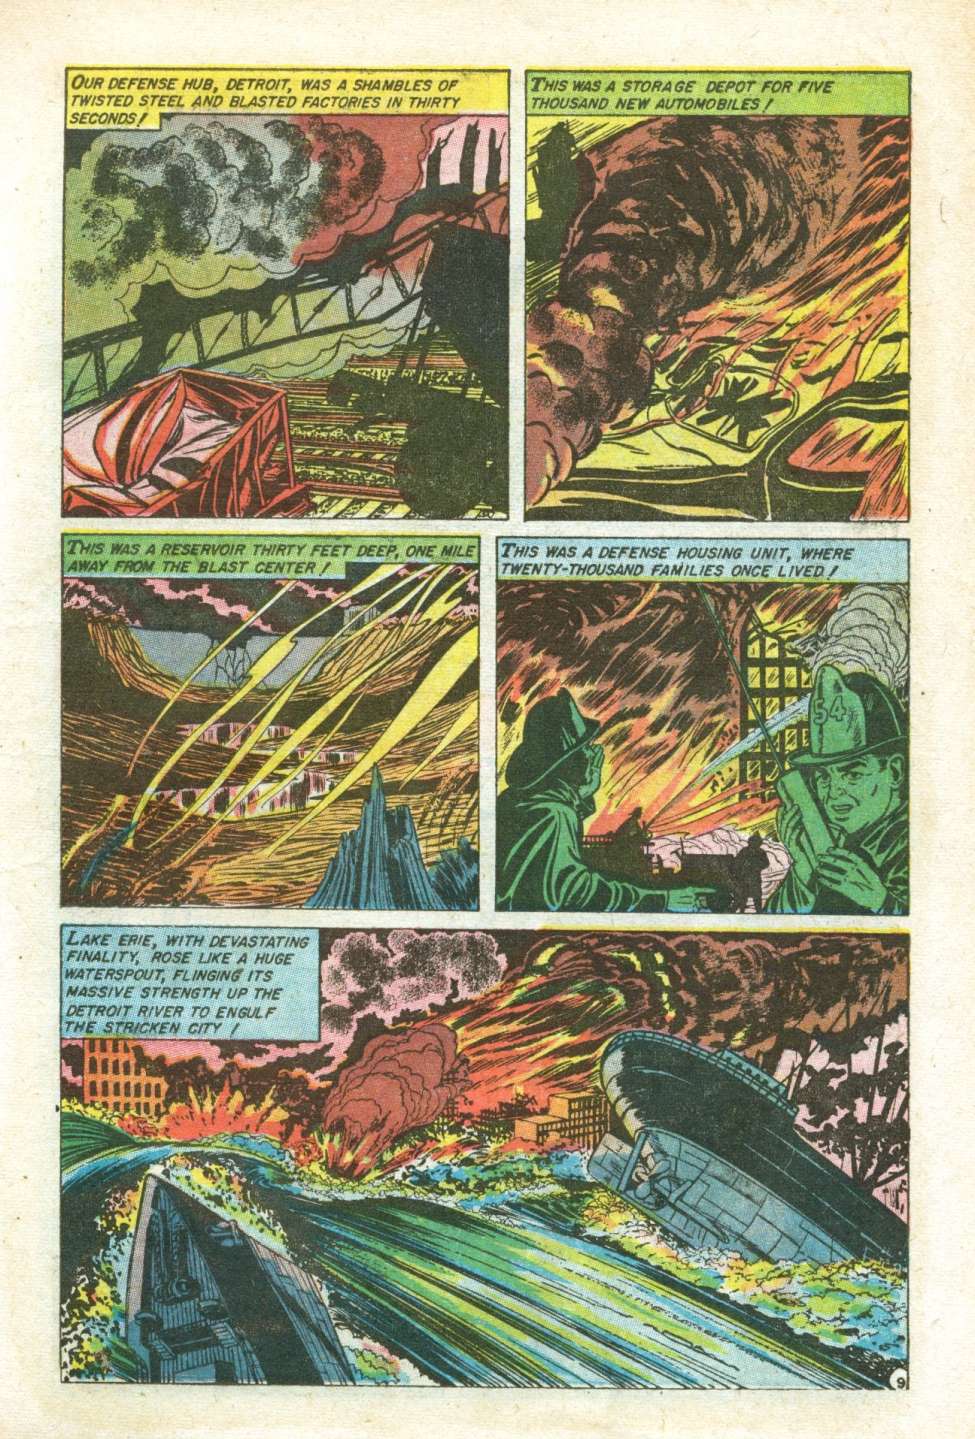 OUR DEFENSE HUB, DETROIT, WAS A SHAMBLES OF
TWISTED STEEL AND BLASTED FACTORIES IN THIRTY
SECONDS!
THIS WAS A STORAGE DEPOT FOR FIVE
THOUSAND NEW AUTOMOBILES!
THIS WAS A RESERVOIR THIRTY FEET DEEP, ONE MILE
AWAY FROM THE BLAST CENTER!
THIS WAS A DEFENSE HOUSING UNIT, WHERE
TWENTY-THOUSAND FAMILIES ONCE LIVED!
54
LAKE ERIE, WITH DEVASTATING
FINALITY, ROSE LIKE A HUGE
WATERSPOUT, FLINGING ITS
MASSIVE STRENGTH UP THE
DETROIT RIVER TO ENGULF
THE STRICKEN CITY!
9